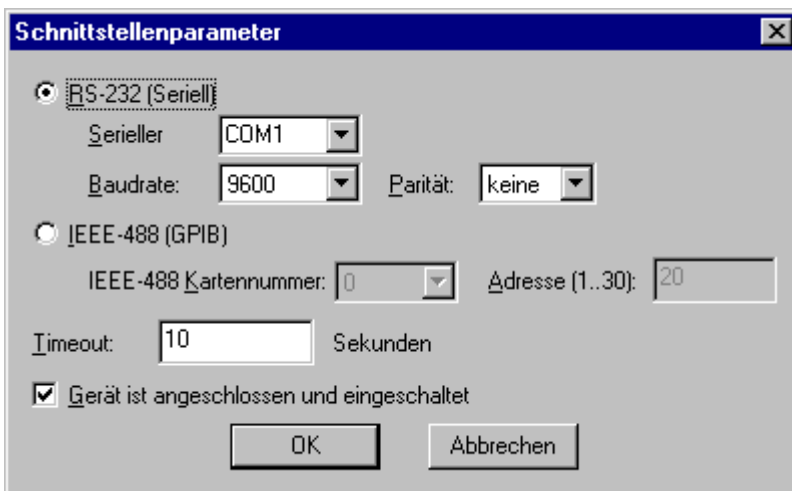 Schnittstellenparameter
RS-232 (Seriell)
Serieller COM1
Baudrate: 9600 Parität: keine
IEEE-488 (GPIB)
IEEE-488 Kartennummer: 0 Adresse (1..30): 20
Timeout: 10 Sekunden
Gerät ist angeschlossen und eingeschaltet
OK Abbrechen